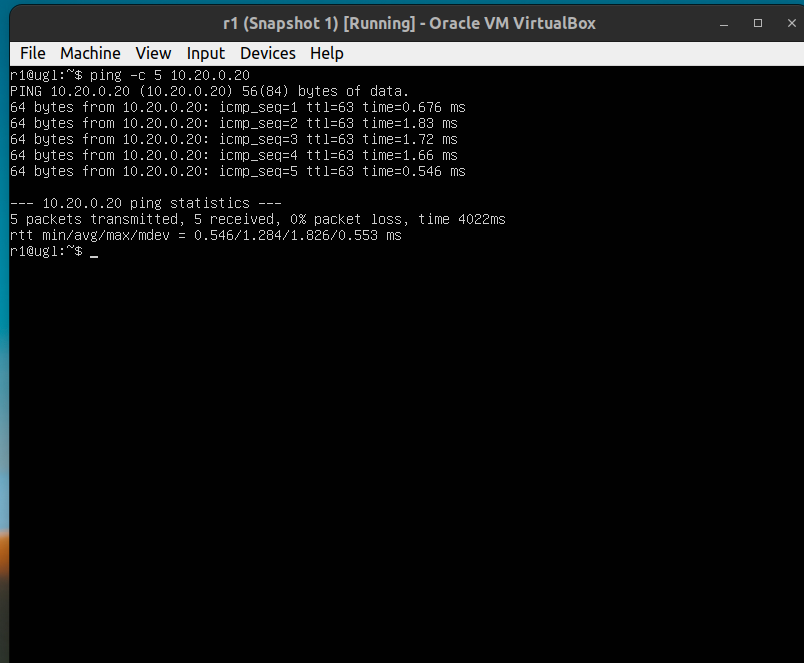 r1 (Snapshot 1) [Running] - Oracle VM VirtualBox
File Machine View Input Devices Help
r1@ugl:~$ ping -c 5 10.20.0.20
PING 10.20.0.20 (10.20.0.20) 56(84) bytes of data.
64 bytes from 10.20.0.20: icmp_seq=1 ttl=63 time=0.676 ms
64 bytes from 10.20.0.20: icmp_seq=2 ttl=63 time=1.83 ms
64 bytes from 10.20.0.20: icmp_seq=3 ttl=63 time=1.72 ms
64 bytes from 10.20.0.20: icmp_seq=4 ttl=63 time=1.66 ms
64 bytes from 10.20.0.20: icmp_seq=5 ttl=63 time=0.546 ms
--- 10.20.0.20 ping statistics ---
5 packets transmitted, 5 received, 0% packet loss, time 4022ms
rtt min/avg/max/mdev = 0.546/1.284/1.826/0.553 ms
r1@ugl:~$ _